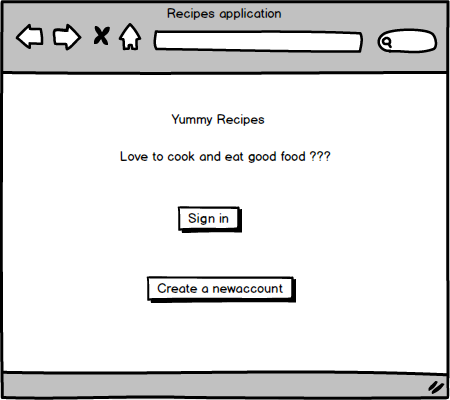 Recipes application
Yummy Recipes
Love to cook and eat good food ???
Sign in
Create a newaccount